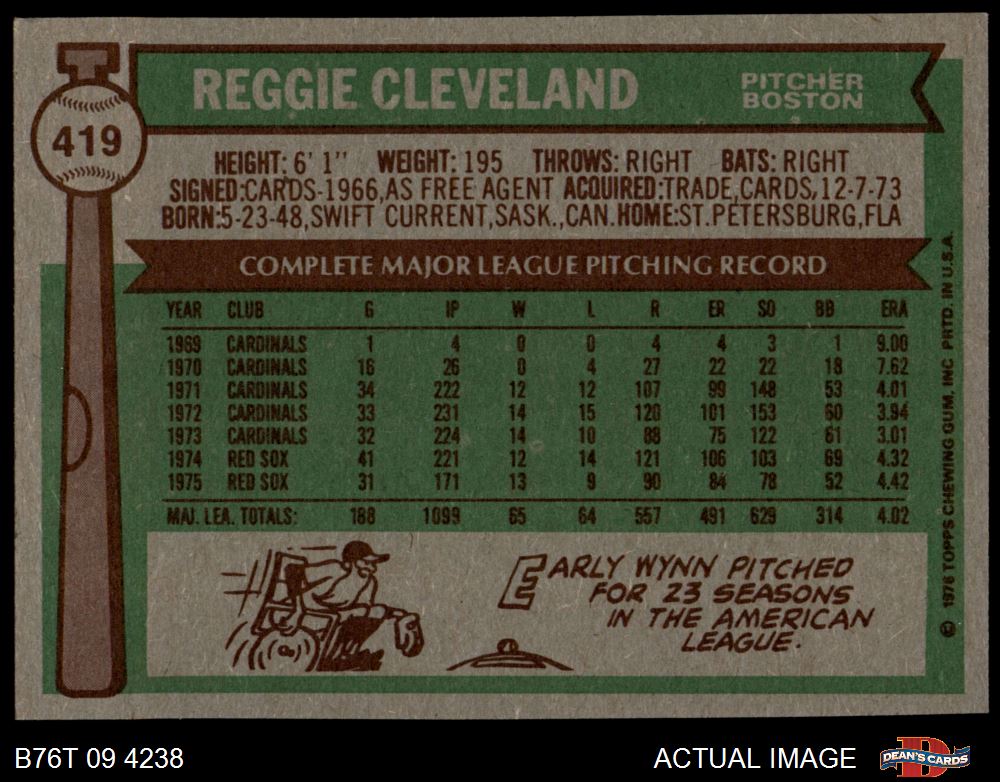 REGGIE CLEVELAND
PITCHER
BOSTON
419
HEIGHT: 6' 1" WEIGHT: 195 THROWS: RIGHT BATS: RIGHT
SIGNED:CARDS-1966,AS FREE AGENT ACQUIRED:TRADE,CARDS,12-7-73
BORN:5-23-48,SWIFT CURRENT,SASK.,CAN.HOME:ST.PETERSBURG,FLA
COMPLETE MAJOR LEAGUE PITCHING RECORD
YEAR CLUB G IP W L R ER SO BB ERA
1969 CARDINALS 1 4 0 0 4 4 3 1 9.00
1970 CARDINALS 16 26 0 4 27 22 22 18 7.62
1971 CARDINALS 34 222 12 12 107 99 148 53 4.01
1972 CARDINALS 33 231 14 15 120 101 153 60 3.94
1973 CARDINALS 32 224 14 10 88 75 122 61 3.01
1974 RED SOX 41 221 12 14 121 106 103 69 4.32
1975 RED SOX 31 171 13 9 90 84 78 52 4.42
MAJ. LEA. TOTALS: 188 1099 65 64 557 491 629 314 4.02
EARLY WYNN PITCHED
FOR 23 SEASONS
IN THE AMERICAN
LEAGUE.
© 1976 TOPPS CHEWING GUM, INC PRTD. IN U.S.A.
B76T 09 4238
ACTUAL IMAGE
D
DEAN'S CARDS